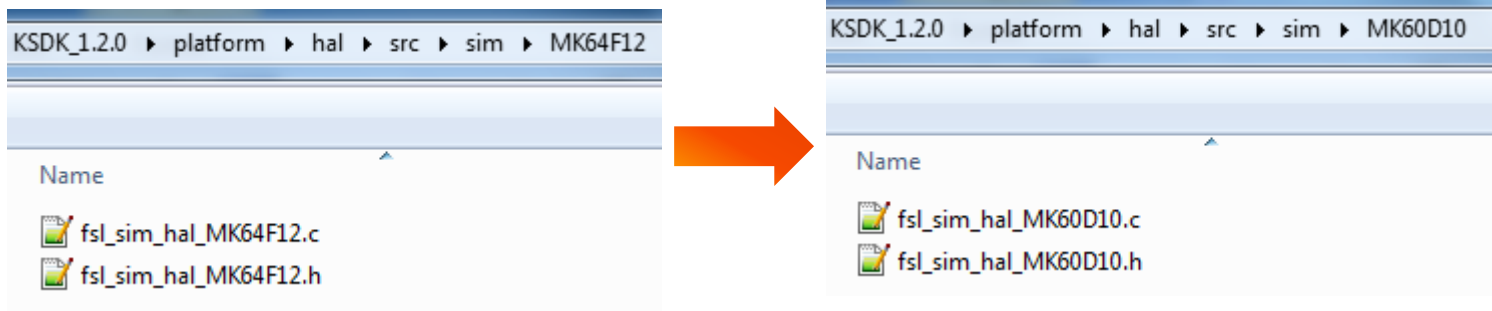 KSDK_1.2.0 ▸ platform ▸ hal ▸ src ▸ sim ▸ MK64F12
Name
fsl_sim_hal_MK64F12.c
fsl_sim_hal_MK64F12.h
KSDK_1.2.0 ▸ platform ▸ hal ▸ src ▸ sim ▸ MK60D10
Name
fsl_sim_hal_MK60D10.c
fsl_sim_hal_MK60D10.h